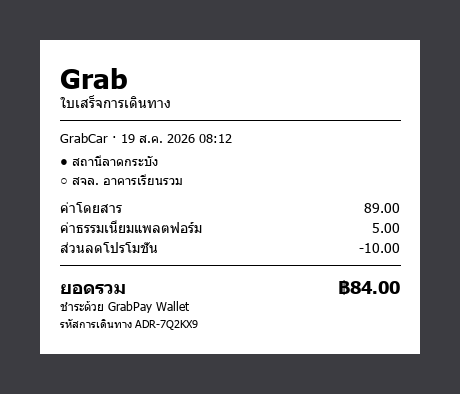 Grab
ใบเสร็จการเดินทาง
GrabCar · 19 ส.ค. 2026 08:12
● สถานีลาดกระบัง
○ สจล. อาคารเรียนรวม
ค่าโดยสาร 89.00
ค่าธรรมเนียมแพลตฟอร์ม 5.00
ส่วนลดโปรโมชัน -10.00
ยอดรวม ฿84.00
ชำระด้วย GrabPay Wallet
รหัสการเดินทาง ADR-7Q2KX9